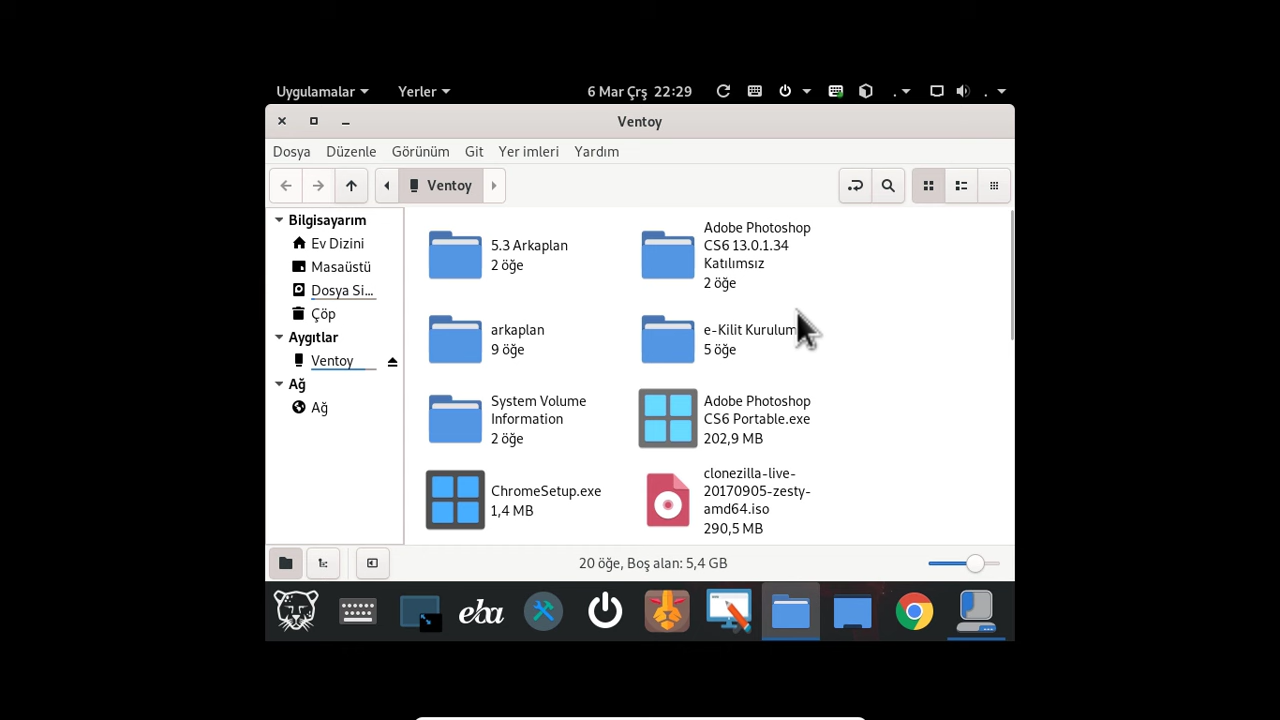 Uygulamalar
Yerler
6 Mar Çrş 22:29
Ventoy
Dosya
Düzenle
Görünüm
Git
Yer imleri
Yardım
Ventoy
Bilgisayarım
Ev Dizini
Masaüstü
Dosya Si...
Çöp
Aygıtlar
Ventoy
Ağ
Ağ
5.3 Arkaplan
2 öğe
Adobe Photoshop
CS6 13.0.1.34
Katılımsız
2 öğe
arkaplan
9 öğe
e-Kilit Kurulum
5 öğe
System Volume
Information
2 öğe
Adobe Photoshop
CS6 Portable.exe
202,9 MB
ChromeSetup.exe
1,4 MB
clonezilla-live-
20170905-zesty-
amd64.iso
290,5 MB
20 öğe, Boş alan: 5,4 GB
eba